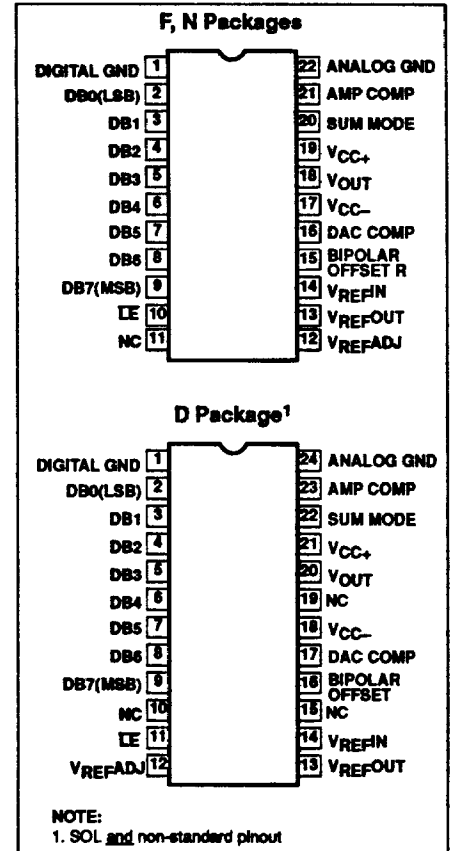 F, N Packages
DIGITAL GND 1
DB0(LSB) 2
DB1 3
DB2 4
DB3 5
DB4 6
DB5 7
DB6 8
DB7(MSB) 9
LE 10
NC 11
22 ANALOG GND
21 AMP COMP
20 SUM MODE
19 VCC+
18 VOUT
17 VCC–
16 DAC COMP
15 BIPOLAR
OFFSET R
14 VREFIN
13 VREFOUT
12 VREFADJ
D Package1
DIGITAL GND 1
DB0(LSB) 2
DB1 3
DB2 4
DB3 5
DB4 6
DB5 7
DB6 8
DB7(MSB) 9
NC 10
LE 11
VREFADJ 12
24 ANALOG GND
23 AMP COMP
22 SUM MODE
21 VCC+
20 VOUT
19 NC
18 VCC–
17 DAC COMP
16 BIPOLAR
OFFSET
15 NC
14 VREFIN
13 VREFOUT
NOTE:
1. SOL and non-standard pinout